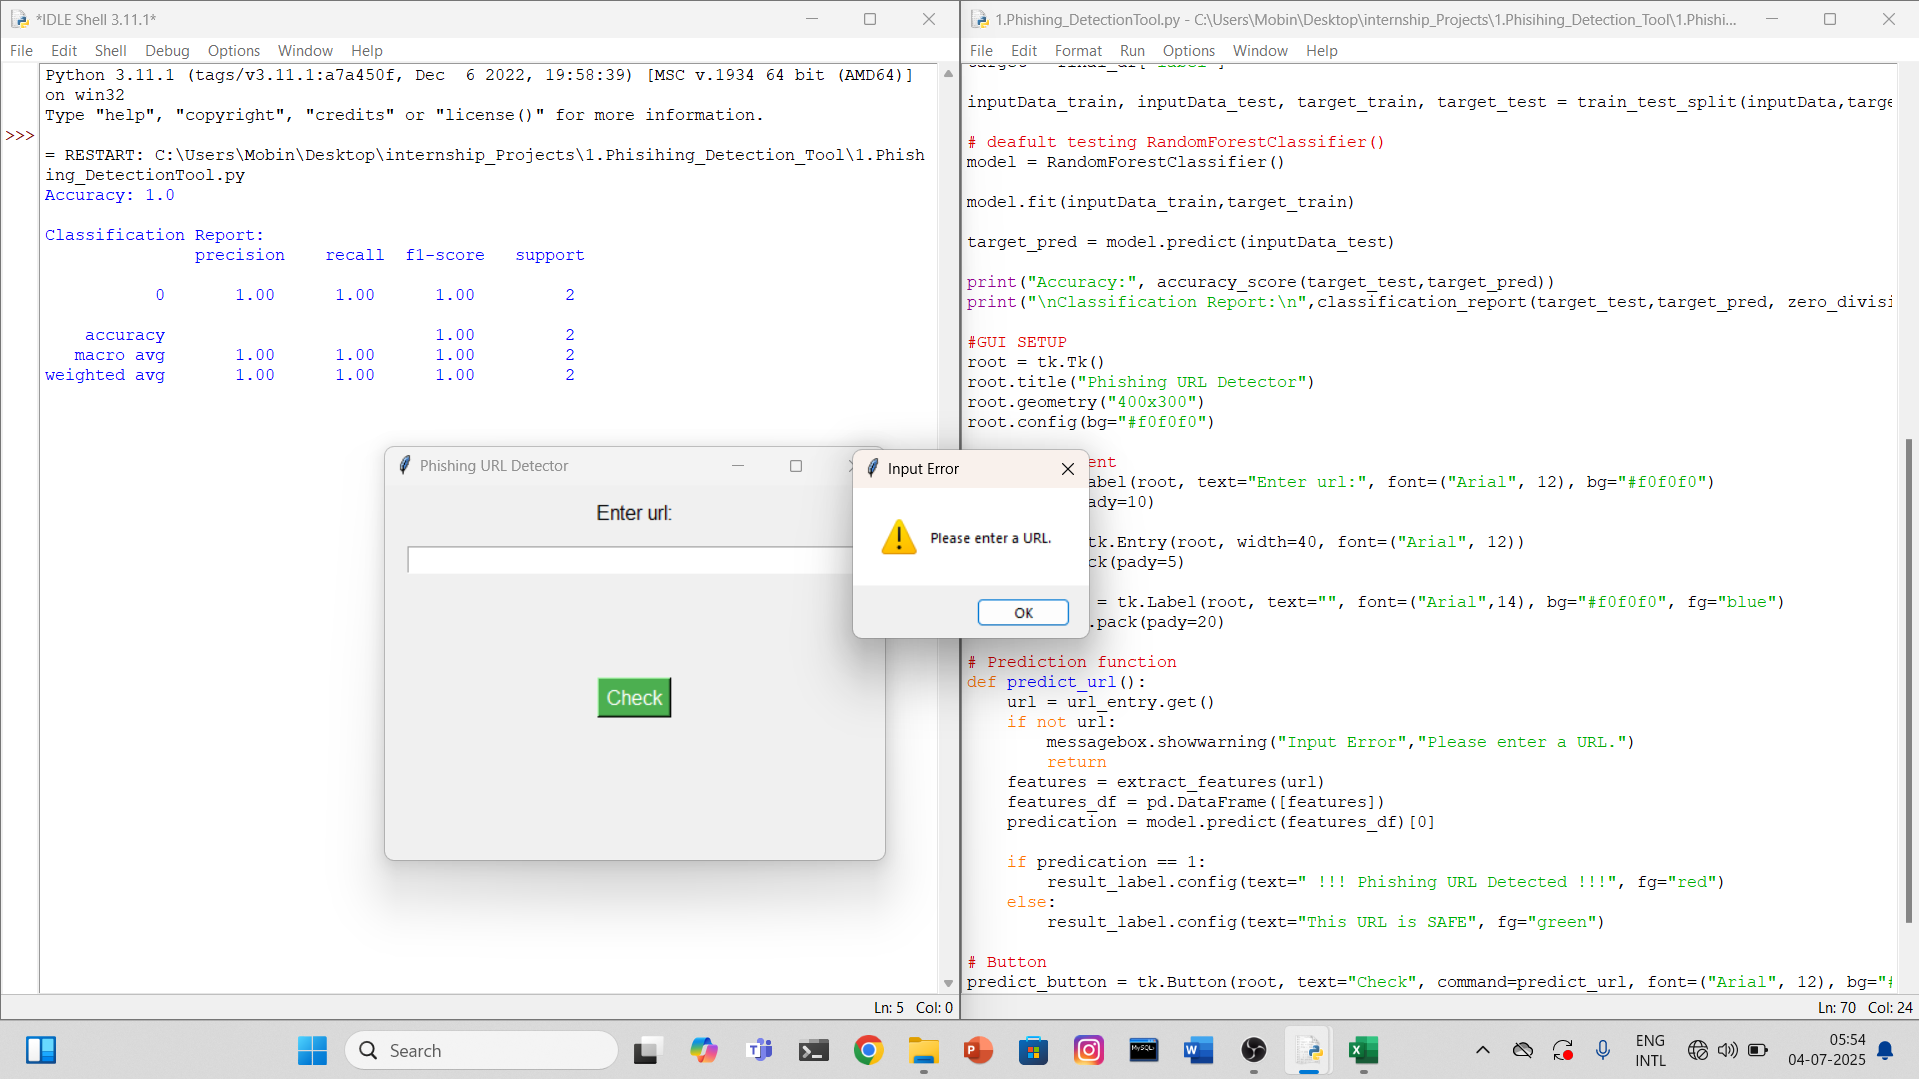 *IDLE Shell 3.11.1*
File Edit Shell Debug Options Window Help
Python 3.11.1 (tags/v3.11.1:a7a450f, Dec  6 2022, 19:58:39) [MSC v.1934 64 bit (AMD64)]
on win32
Type "help", "copyright", "credits" or "license()" for more information.
>>>
= RESTART: C:\Users\Mobin\Desktop\internship_Projects\1.Phisihing_Detection_Tool\1.Phish
ing_DetectionTool.py
Accuracy: 1.0
Classification Report:
precision recall f1-score support
0 1.00 1.00 1.00 2
accuracy 1.00 2
macro avg 1.00 1.00 1.00 2
weighted avg 1.00 1.00 1.00 2
Ln: 5 Col: 0
Phishing URL Detector
Enter url:
Check
Input Error
Please enter a URL.
OK
1.Phishing_DetectionTool.py - C:\Users\Mobin\Desktop\internship_Projects\1.Phisihing_Detection_Tool\1.Phishi...
File Edit Format Run Options Window Help
inputData_train, inputData_test, target_train, target_test = train_test_split(inputData,targe
# deafult testing RandomForestClassifier()
model = RandomForestClassifier()
model.fit(inputData_train,target_train)
target_pred = model.predict(inputData_test)
print("Accuracy:", accuracy_score(target_test,target_pred))
print("\nClassification Report:\n",classification_report(target_test,target_pred, zero_divisi
#GUI SETUP
root = tk.Tk()
root.title("Phishing URL Detector")
root.geometry("400x300")
root.config(bg="#f0f0f0")
ent
abel(root, text="Enter url:", font=("Arial", 12), bg="#f0f0f0")
ady=10)
tk.Entry(root, width=40, font=("Arial", 12))
ck(pady=5)
= tk.Label(root, text="", font=("Arial",14), bg="#f0f0f0", fg="blue")
.pack(pady=20)
# Prediction function
def predict_url():
url = url_entry.get()
if not url:
messagebox.showwarning("Input Error","Please enter a URL.")
return
features = extract_features(url)
features_df = pd.DataFrame([features])
predication = model.predict(features_df)[0]
if predication == 1:
result_label.config(text=" !!! Phishing URL Detected !!!", fg="red")
else:
result_label.config(text="This URL is SAFE", fg="green")
# Button
predict_button = tk.Button(root, text="Check", command=predict_url, font=("Arial", 12), bg="#
Ln: 70 Col: 24
Search
ENG
INTL
05:54
04-07-2025